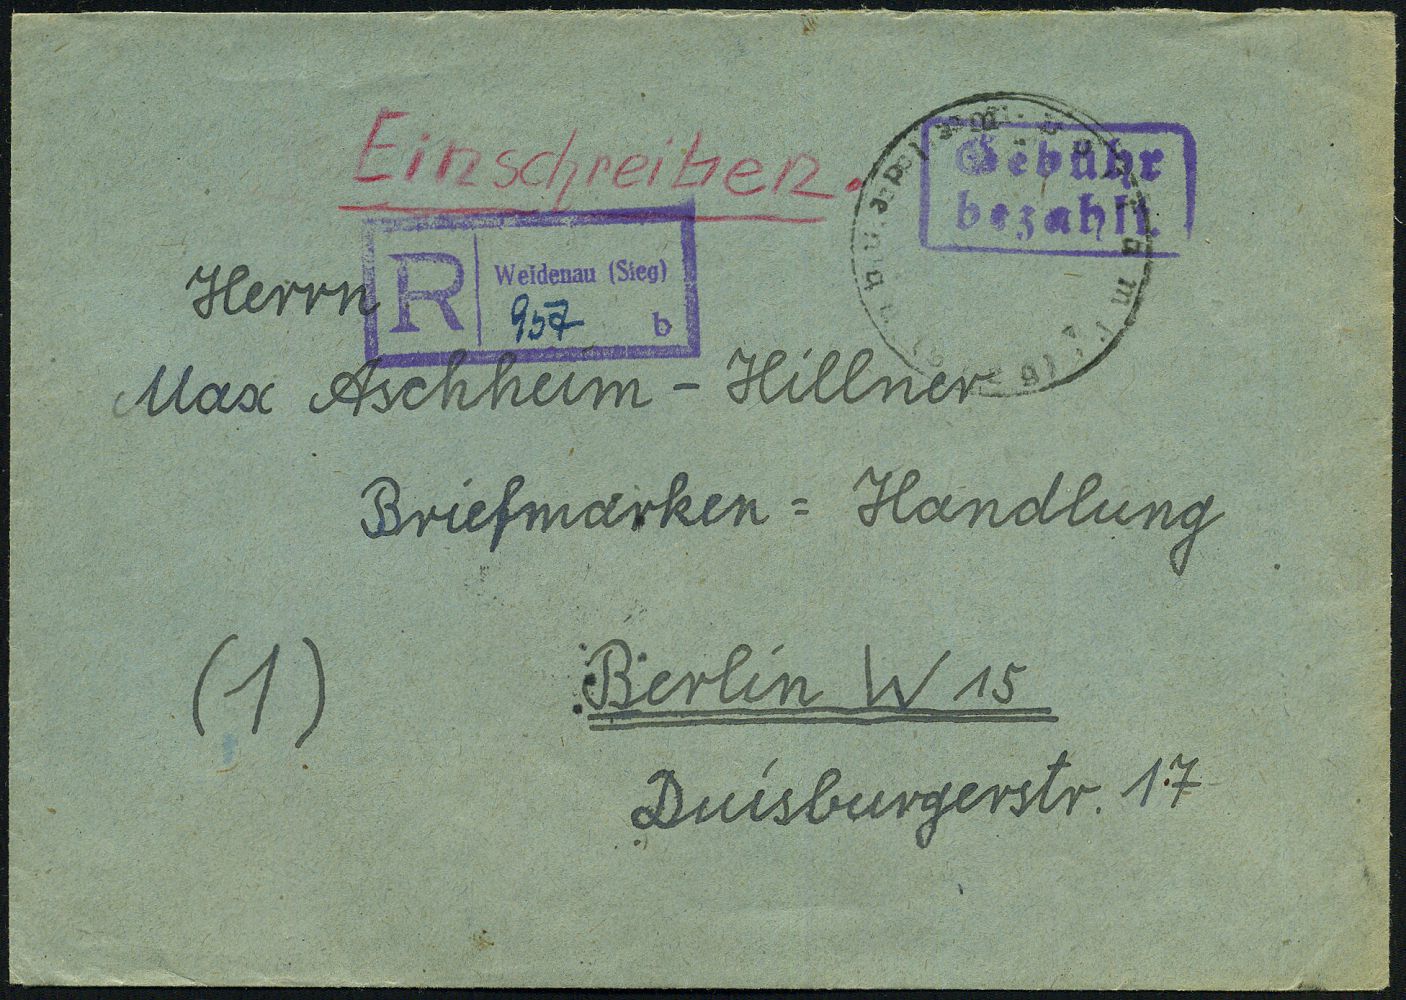 Einschreiben.
Gebühr
bezahlt.
R Weidenau (Sieg)
957 b
Herrn
Max Aschheim - Hillner
Briefmarken = Handlung
(1) Berlin W 15
Duisburgerstr. 17